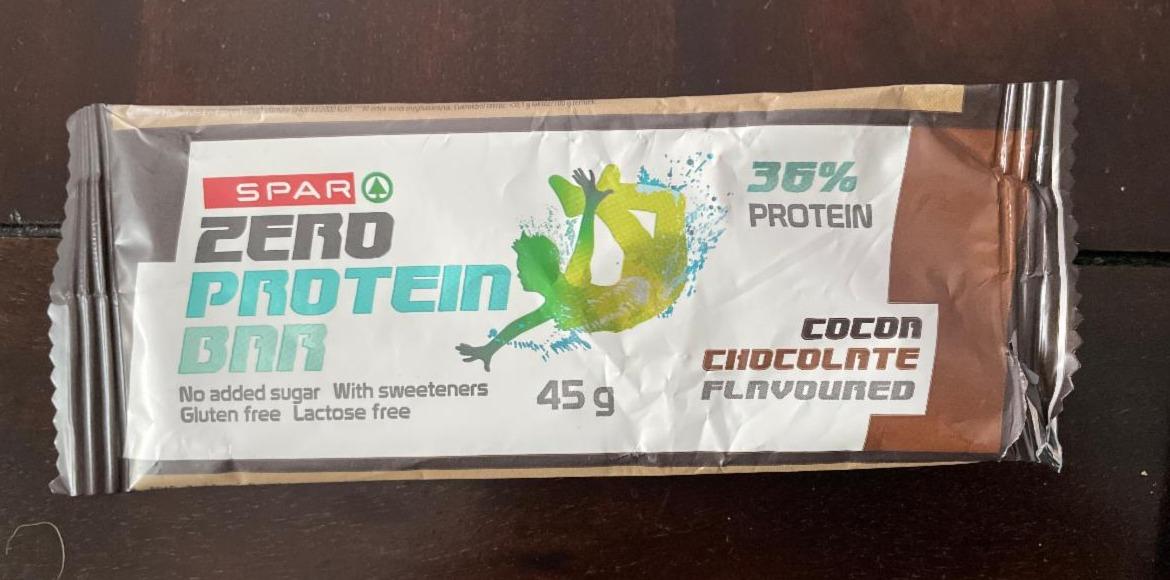 SPAR
ZERO
PROTEIN
BAR
No added sugar With sweeteners
Gluten free Lactose free
45 g
36%
PROTEIN
COCOA
CHOCOLATE
FLAVOURED